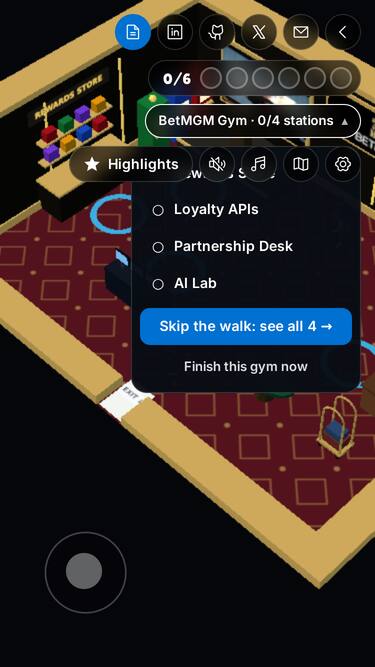 0/6
BetMGM Gym · 0/4 stations ▲
REWARDS STORE
Highlights
Loyalty APIs
Partnership Desk
AI Lab
Skip the walk: see all 4 →
Finish this gym now
EXIT